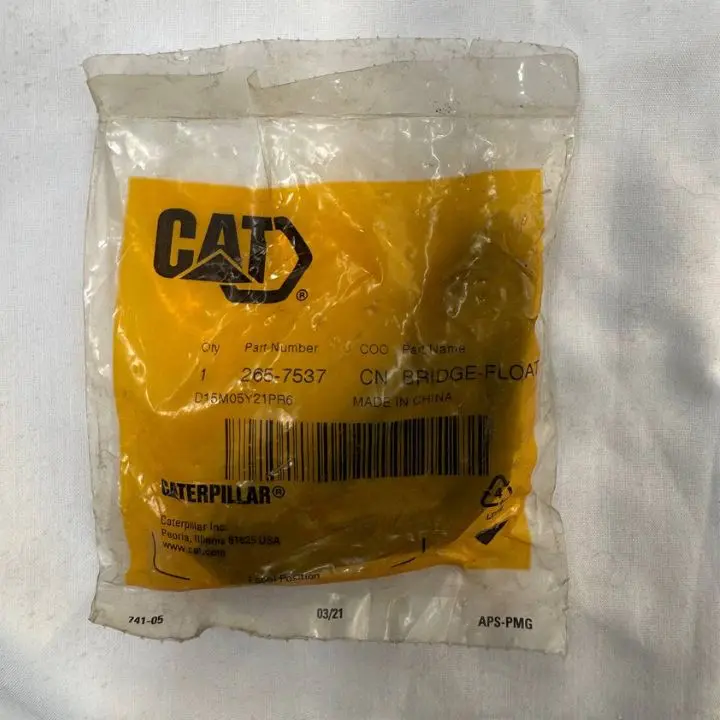 CAT®
Qty Part Number COO Part Name
1 265-7537 CN BRIDGE-FLOAT
D15M05Y21PR6 MADE IN CHINA
CATERPILLAR®
4
Caterpillar Inc.
Peoria, Illinois 61629 USA
www.cat.com
Label Position
741-05 03/21 APS-PMG